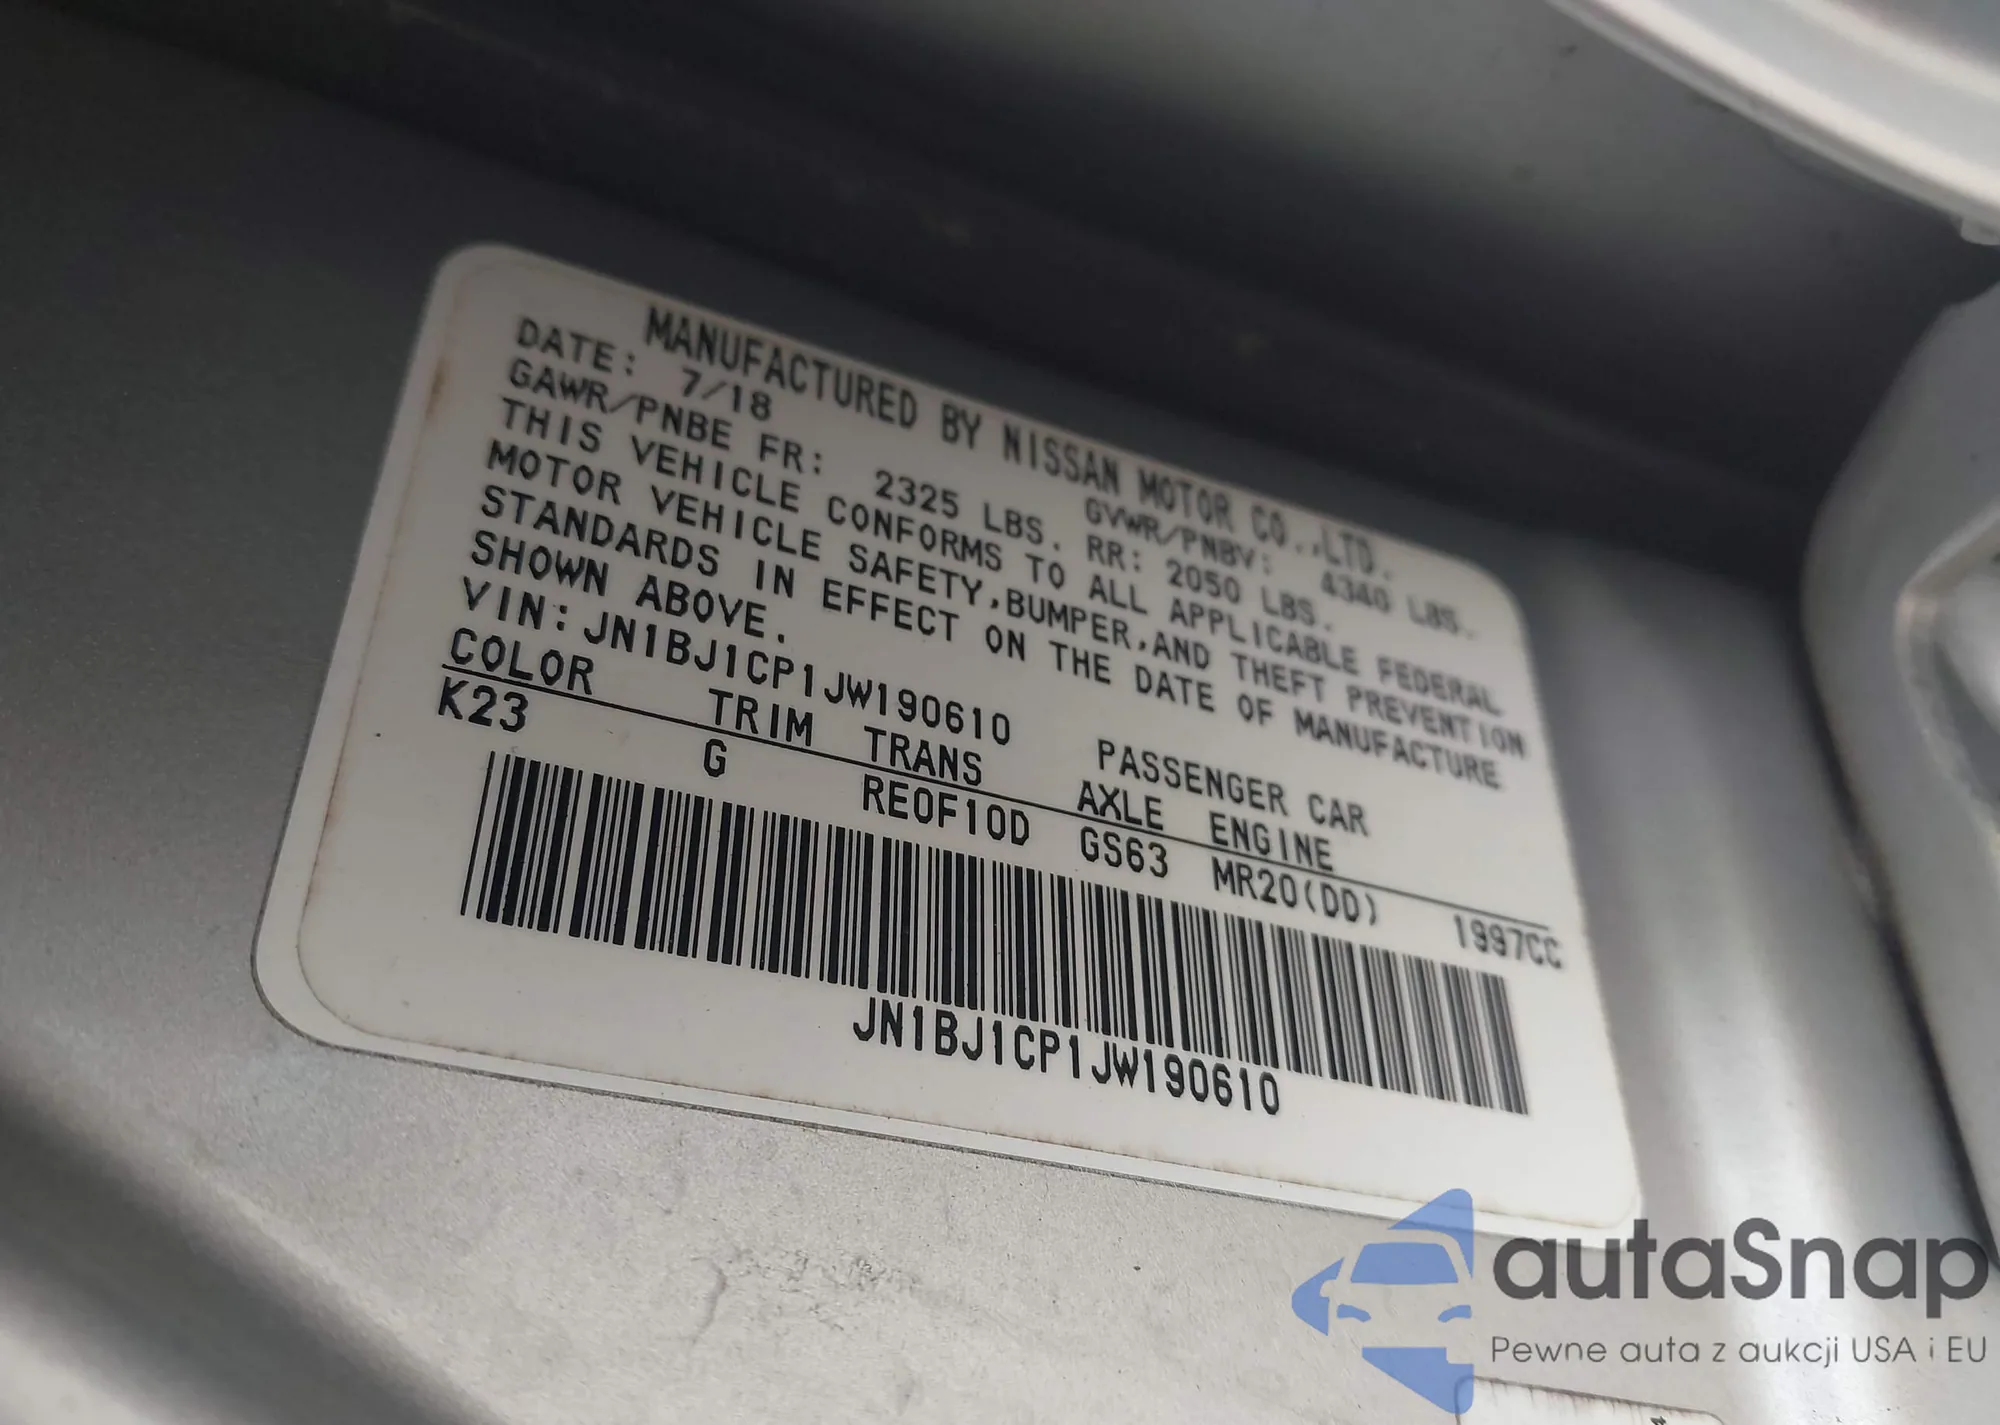 MANUFACTURED BY NISSAN MOTOR CO.,LTD.
DATE: 7/18 GVWR/PNBV: 4340 LBS.
GAWR/PNBE FR: 2325 LBS. RR: 2050 LBS.
THIS VEHICLE CONFORMS TO ALL APPLICABLE FEDERAL
MOTOR VEHICLE SAFETY,BUMPER,AND THEFT PREVENTION
STANDARDS IN EFFECT ON THE DATE OF MANUFACTURE
SHOWN ABOVE.
VIN:JN1BJ1CP1JW190610 PASSENGER CAR
COLOR TRIM TRANS AXLE ENGINE
K23 G RE0F10D GS63 MR20(DD) 1997CC
JN1BJ1CP1JW190610
autaSnap
Pewne auta z aukcji USA i EU